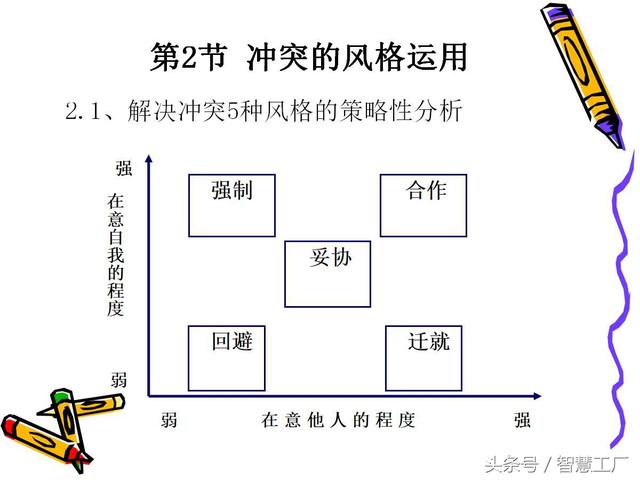 第2节 冲突的风格运用
2.1、解决冲突5种风格的策略性分析
强
在意自我的程度
弱
强制
合作
妥协
回避
迁就
弱
在意他人的程度
强
头条号／智慧工厂